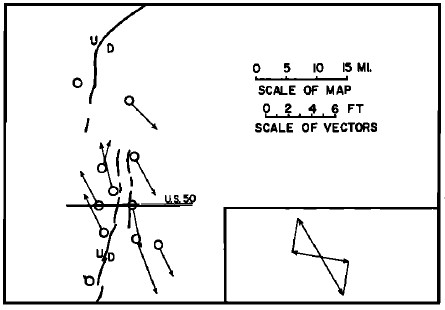 U D
0 5 10 15 MI.
SCALE OF MAP
0 2 4 6 FT
SCALE OF VECTORS
U.S. 50
U D